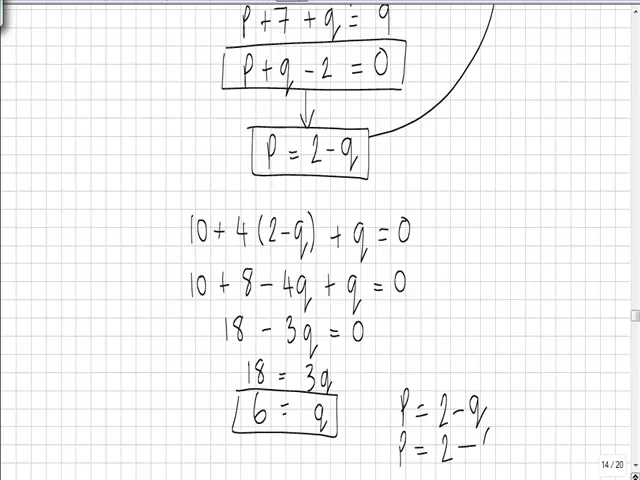 p + 7 + q = 9
p + q - 2 = 0
p = 2 - q
10 + 4(2 - q) + q = 0
10 + 8 - 4q + q = 0
18 - 3q = 0
18 = 3q
6 = q
p = 2 - q
p = 2 -
14 / 20